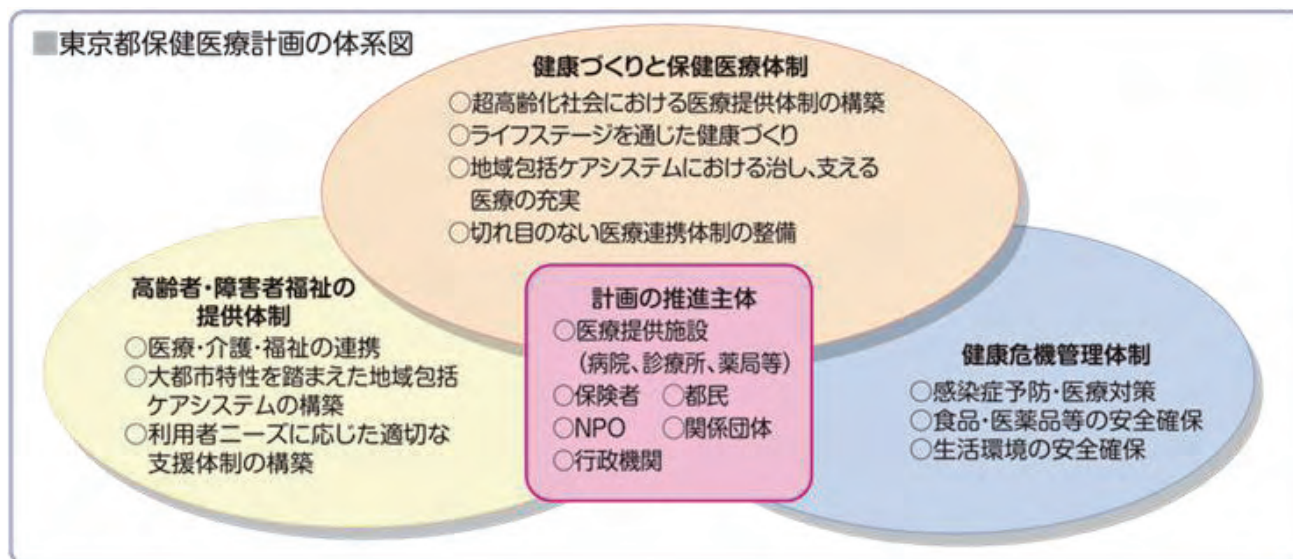 ■東京都保健医療計画の体系図
健康づくりと保健医療体制
○超高齢化社会における医療提供体制の構築
○ライフステージを通じた健康づくり
○地域包括ケアシステムにおける治し、支える
医療の充実
○切れ目のない医療連携体制の整備
高齢者・障害者福祉の
提供体制
○医療・介護・福祉の連携
○大都市特性を踏まえた地域包括
ケアシステムの構築
○利用者ニーズに応じた適切な
支援体制の構築
計画の推進主体
○医療提供施設
(病院、診療所、薬局等)
○保険者 ○都民
○NPO ○関係団体
○行政機関
健康危機管理体制
○感染症予防・医療対策
○食品・医薬品等の安全確保
○生活環境の安全確保